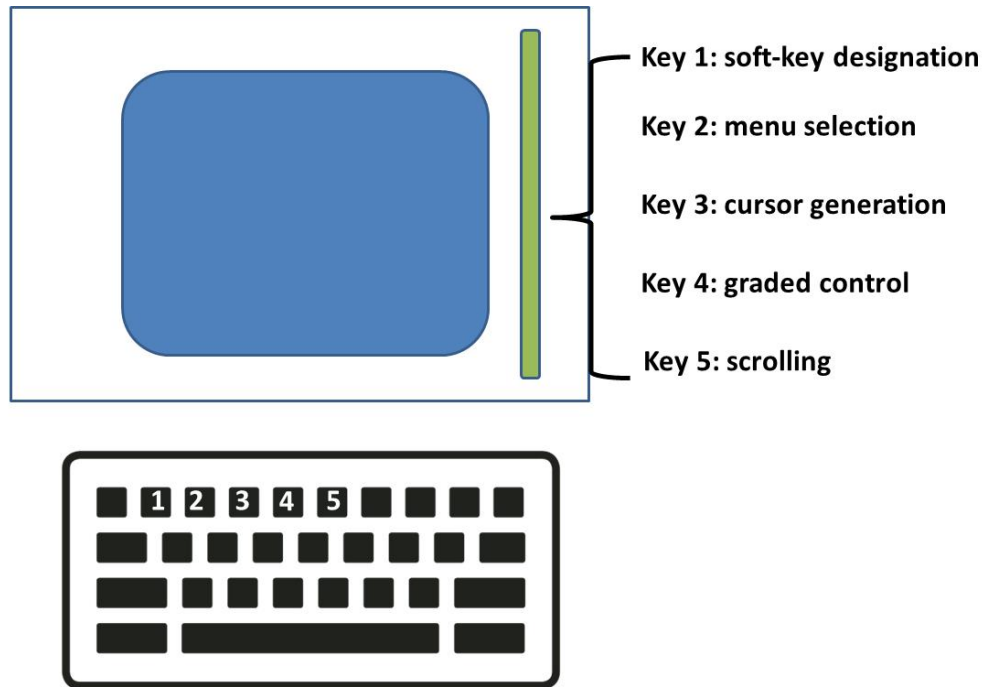 Key 1: soft-key designation
Key 2: menu selection
Key 3: cursor generation
Key 4: graded control
Key 5: scrolling
1 2 3 4 5